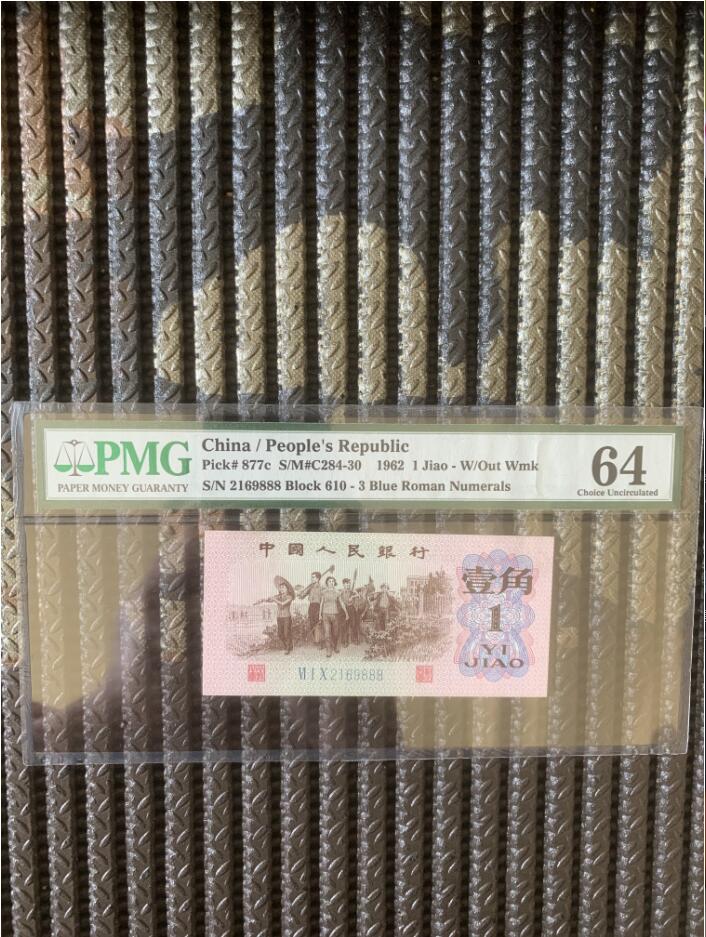 PMG
PAPER MONEY GUARANTY
China / People's Republic
Pick# 877c S/M#C284-30 1962 1 Jiao - W/Out Wmk
S/N 2169888 Block 610 - 3 Blue Roman Numerals
64
Choice Uncirculated
中國人民銀行
壹角
1
YI
JIAO
VI I X 2169888